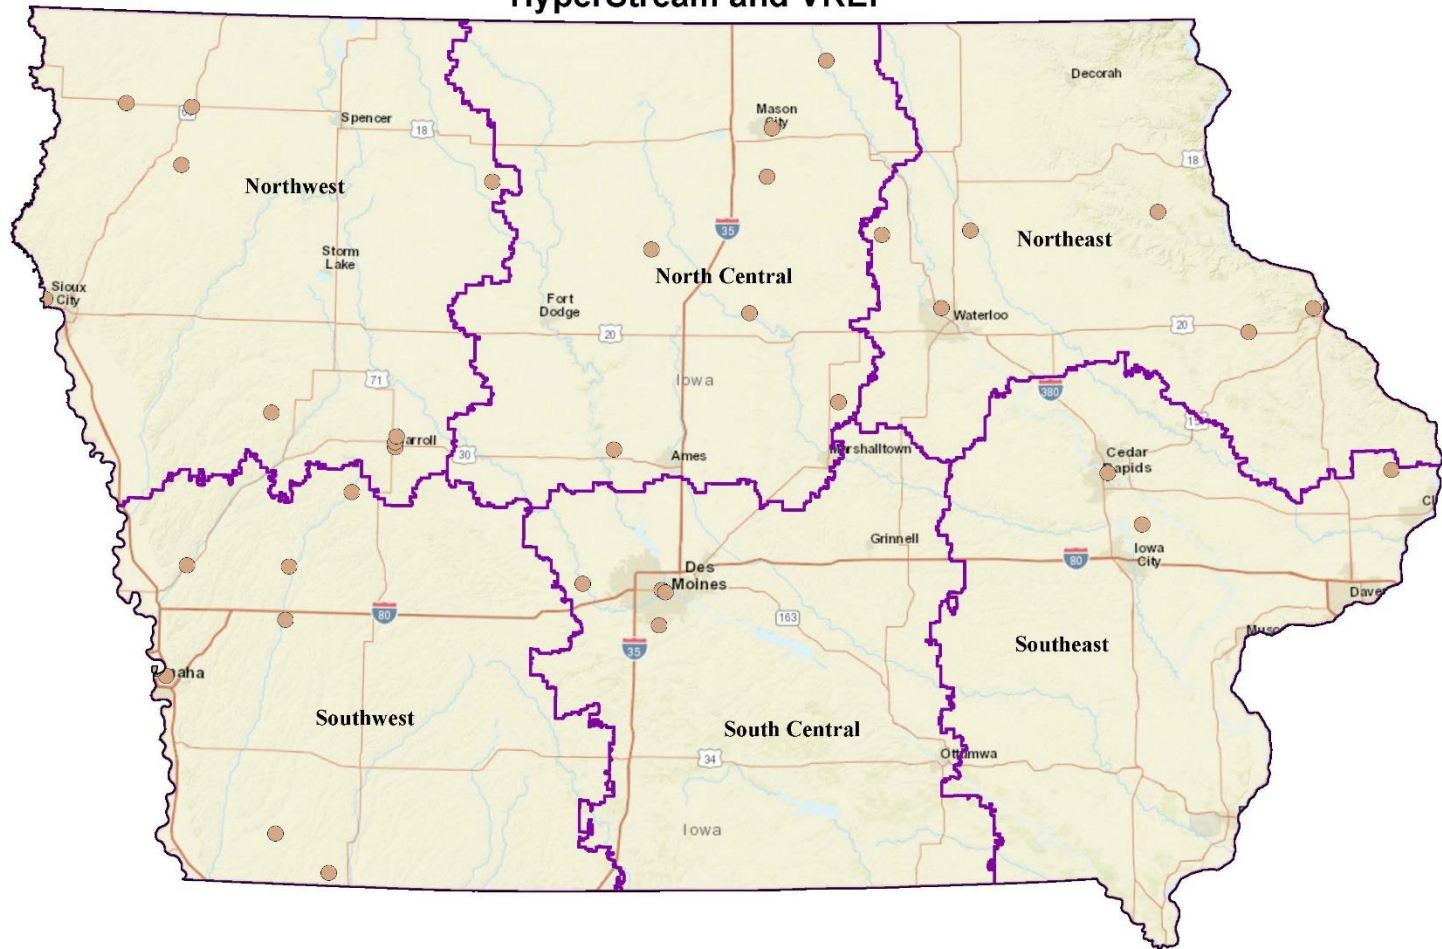 HyperStream and VREF
Decorah
Mason
City
Spencer
18
18
Northwest
35
Northeast
Storm
Lake
North Central
Sioux
City
Fort
Dodge
Waterloo
20
20
71
Iowa
380
arroll
30
Ames
Marshalltown
Cedar
Rapids
Grinnell
80
Iowa
City
Des
Moines
80
163
35
Southeast
aha
Southwest
South Central
34
Ottumwa
Iowa